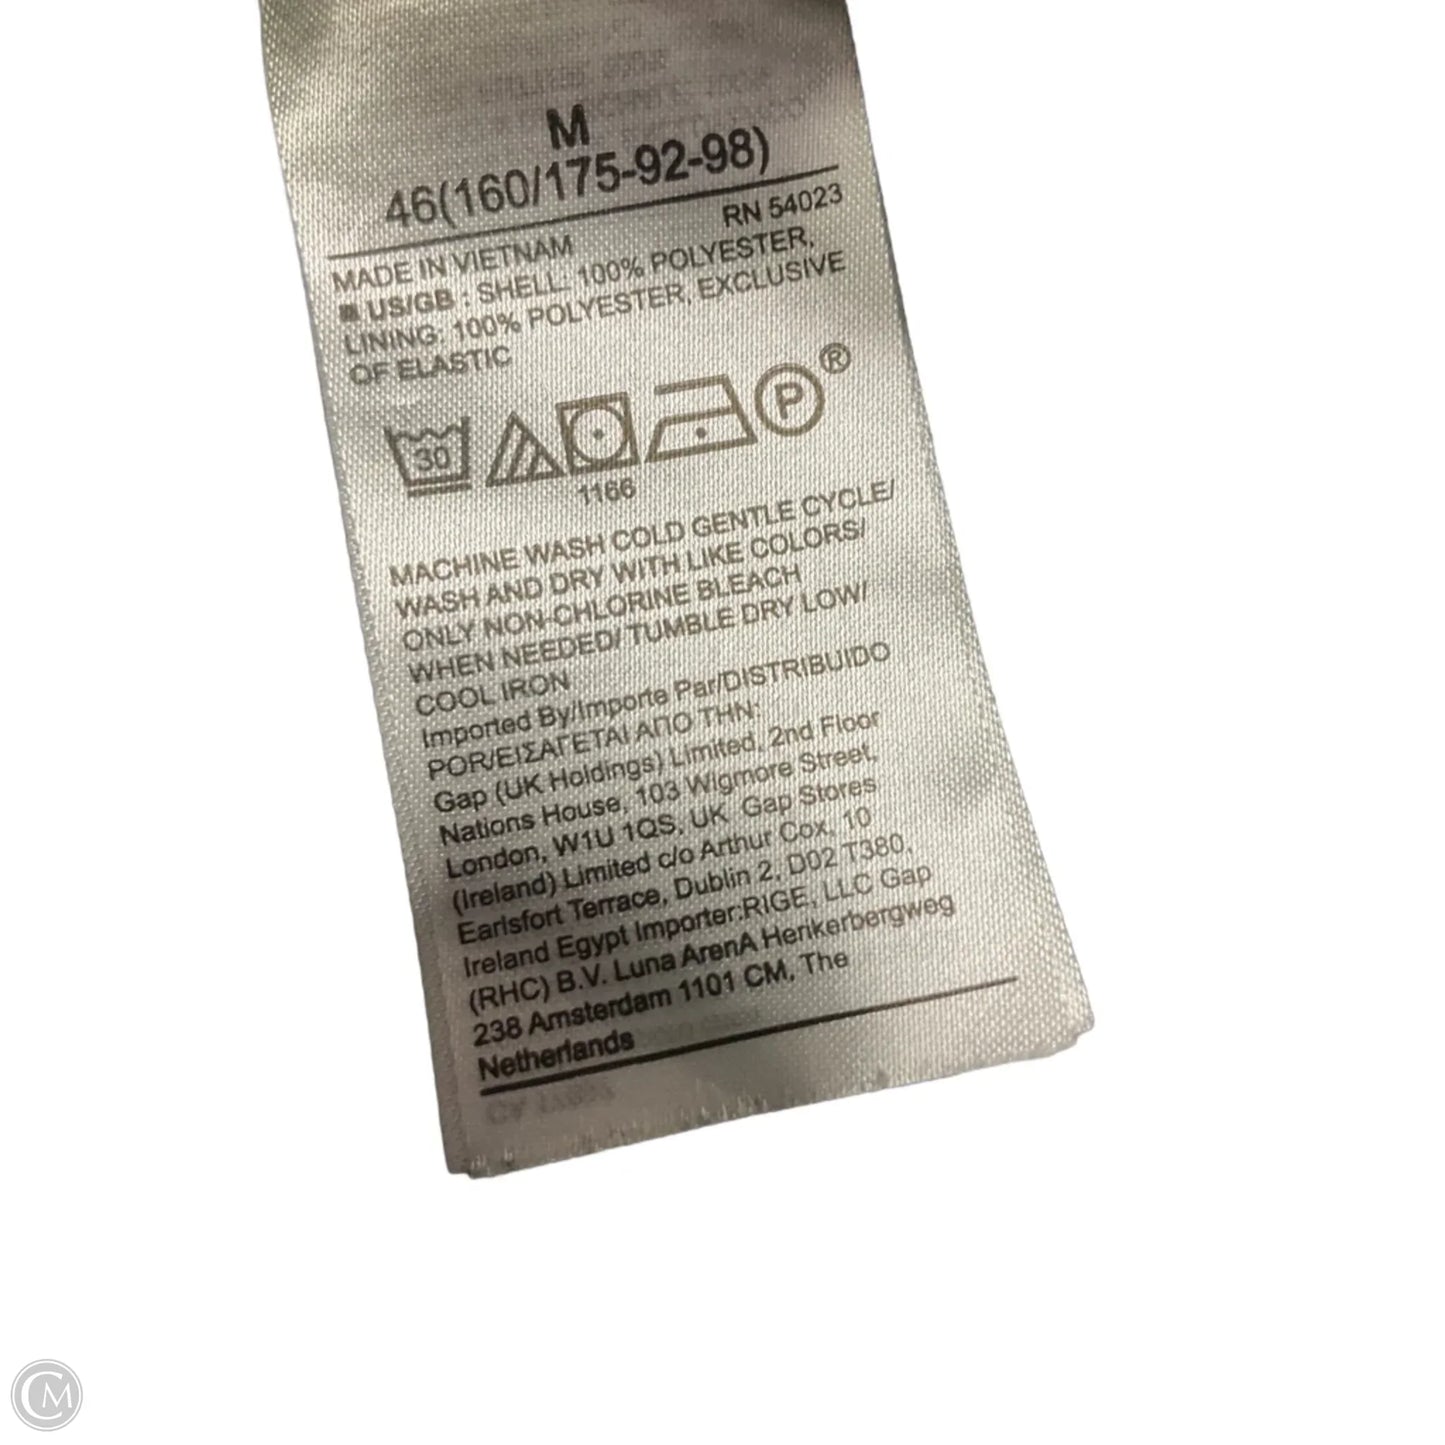 M
46(160/175-92-98)
RN 54023
MADE IN VIETNAM
US/GB : SHELL: 100% POLYESTER,
LINING: 100% POLYESTER, EXCLUSIVE
OF ELASTIC
30
P
®
1166
MACHINE WASH COLD GENTLE CYCLE/
WASH AND DRY WITH LIKE COLORS/
ONLY NON-CHLORINE BLEACH
WHEN NEEDED/ TUMBLE DRY LOW/
COOL IRON
Imported By/Importe Par/DISTRIBUIDO
POR/ΕΙΣΑΓΕΤΑΙ ΑΠΟ ΤΗΝ:
Gap (UK Holdings) Limited, 2nd Floor
Nations House, 103 Wigmore Street,
London, W1U 1QS, UK Gap Stores
(Ireland) Limited c/o Arthur Cox, 10
Earlsfort Terrace, Dublin 2, D02 T380,
Ireland Egypt Importer:RIGE, LLC Gap
(RHC) B.V. Luna ArenA Herikerbergweg
238 Amsterdam 1101 CM, The
Netherlands
CM